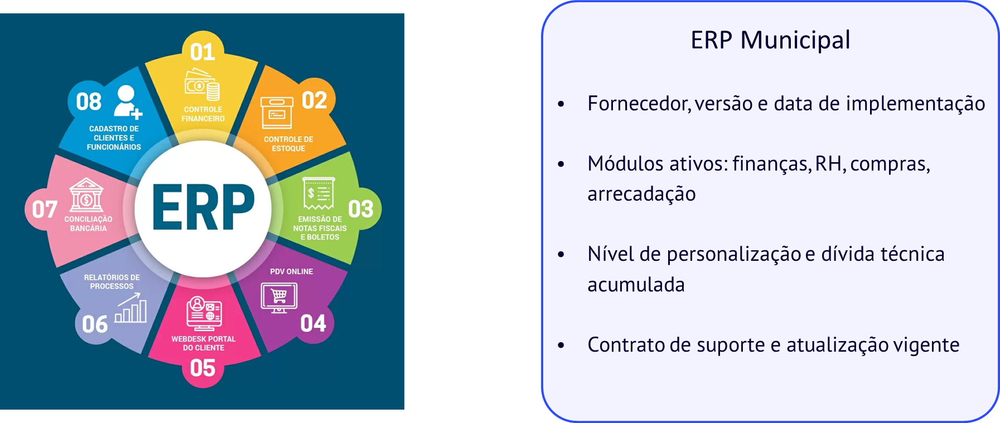 01
CONTROLE
FINANCEIRO
02
CONTROLE DE
ESTOQUE
03
EMISSÃO DE
NOTAS FISCAIS
E BOLETOS
PDV ONLINE
04
WEBDESK PORTAL
DO CLIENTE
05
RELATÓRIOS DE
PROCESSOS
06
07
CONCILIAÇÃO
BANCÁRIA
08
CADASTRO DE
CLIENTES E
FUNCIONÁRIOS
ERP
ERP Municipal
• Fornecedor, versão e data de implementação
• Módulos ativos: finanças, RH, compras,
arrecadação
• Nível de personalização e dívida técnica
acumulada
• Contrato de suporte e atualização vigente